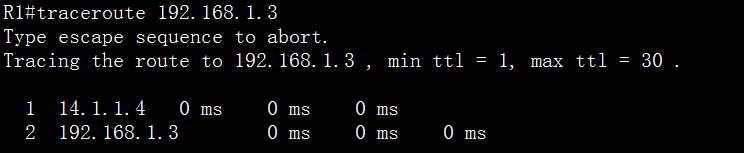 R1#traceroute 192.168.1.3
Type escape sequence to abort.
Tracing the route to 192.168.1.3 , min ttl = 1, max ttl = 30 .
1 14.1.1.4 0 ms 0 ms 0 ms
2 192.168.1.3 0 ms 0 ms 0 ms